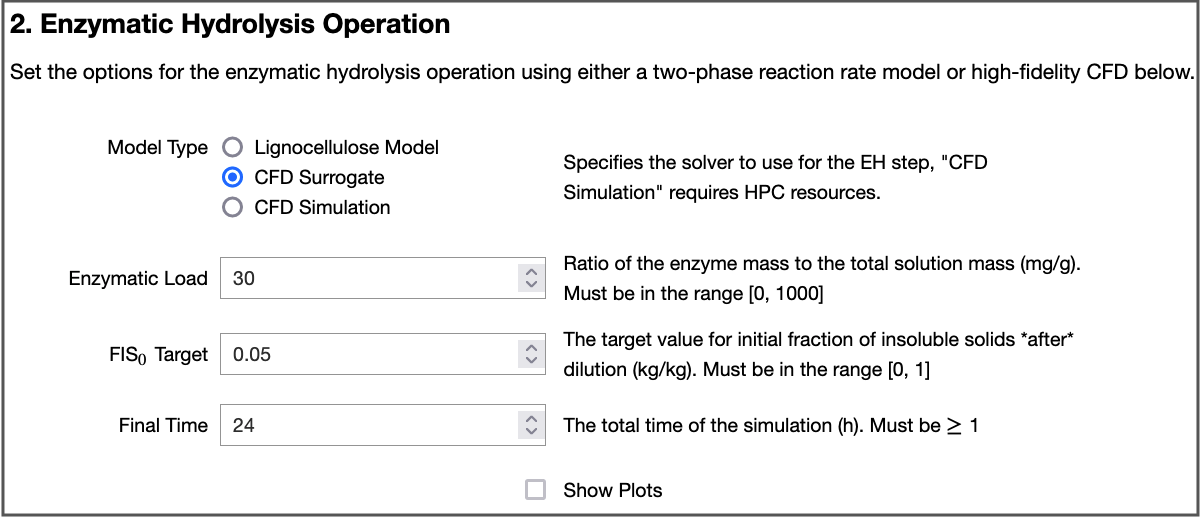 2. Enzymatic Hydrolysis Operation
Set the options for the enzymatic hydrolysis operation using either a two-phase reaction rate model or high-fidelity CFD below.
Model Type
Lignocellulose Model
CFD Surrogate
CFD Simulation
Specifies the solver to use for the EH step, "CFD
Simulation" requires HPC resources.
Enzymatic Load
30
Ratio of the enzyme mass to the total solution mass (mg/g).
Must be in the range [0, 1000]
FIS₀ Target
0.05
The target value for initial fraction of insoluble solids *after*
dilution (kg/kg). Must be in the range [0, 1]
Final Time
24
The total time of the simulation (h). Must be ≥ 1
Show Plots